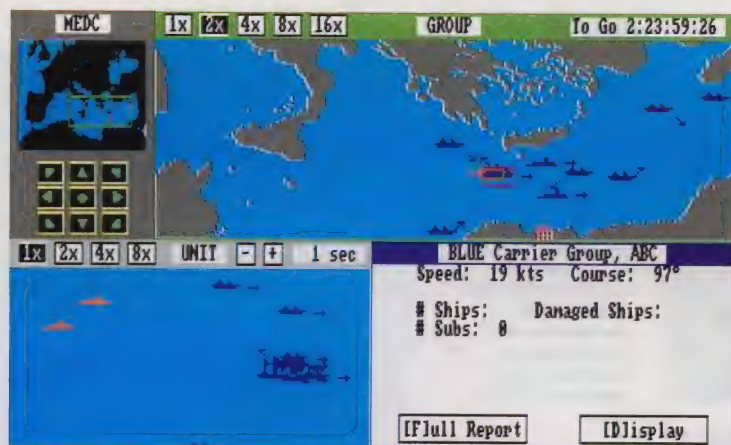 MEDC
1x 2x 4x 8x 16x GROUP To Go 2:23:59:26
1x 2x 4x 8x UNIT - + 1 sec
BLUE Carrier Group, ABC
Speed: 19 kts Course: 97°
# Ships: Damaged Ships:
# Subs: 0
[F]ull Report [D]isplay